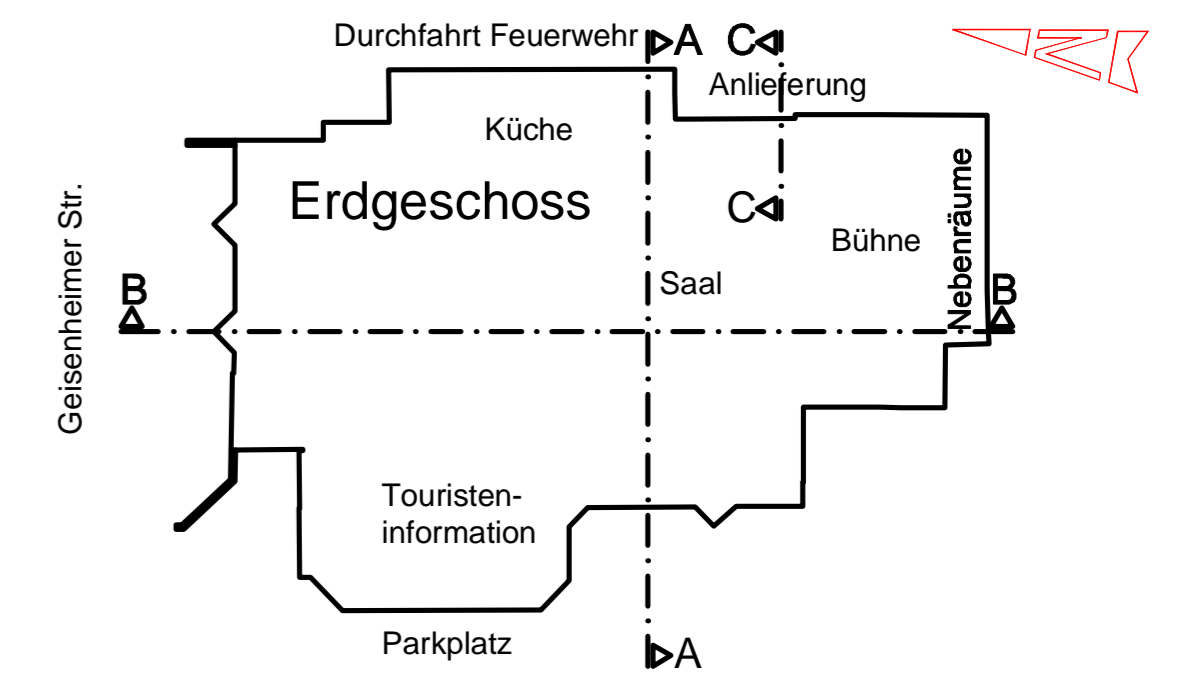 Durchfahrt Feuerwehr
A
C
N
Anlieferung
Küche
Erdgeschoss
C
Bühne
Nebenräume
Geisenheimer Str.
B
Saal
B
Touristen-
information
Parkplatz
A